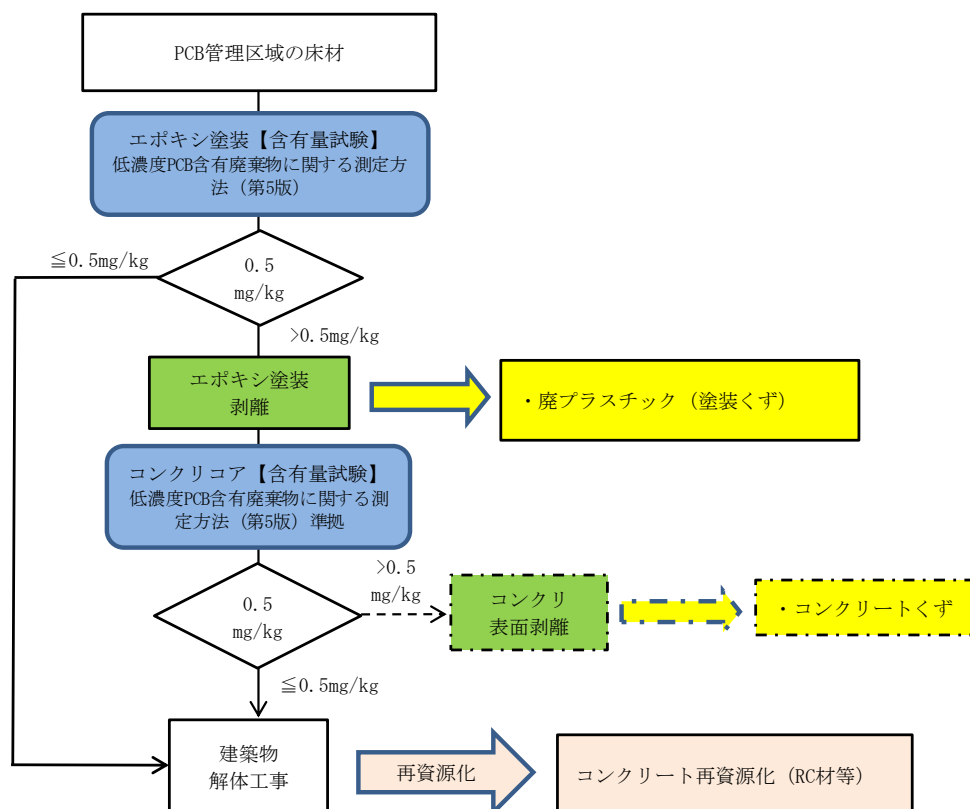 PCB管理区域の床材
エポキシ塗装【含有量試験】
低濃度PCB含有廃棄物に関する測定方
法（第5版）
≦0.5mg/kg
0.5
mg/kg
>0.5mg/kg
エポキシ塗装
剥離
・廃プラスチック（塗装くず）
コンクリコア【含有量試験】
低濃度PCB含有廃棄物に関する測
定方法（第5版）準拠
>0.5
mg/kg
0.5
mg/kg
コンクリ
表面剥離
・コンクリートくず
≦0.5mg/kg
建築物
解体工事
再資源化
コンクリート再資源化（RC材等）